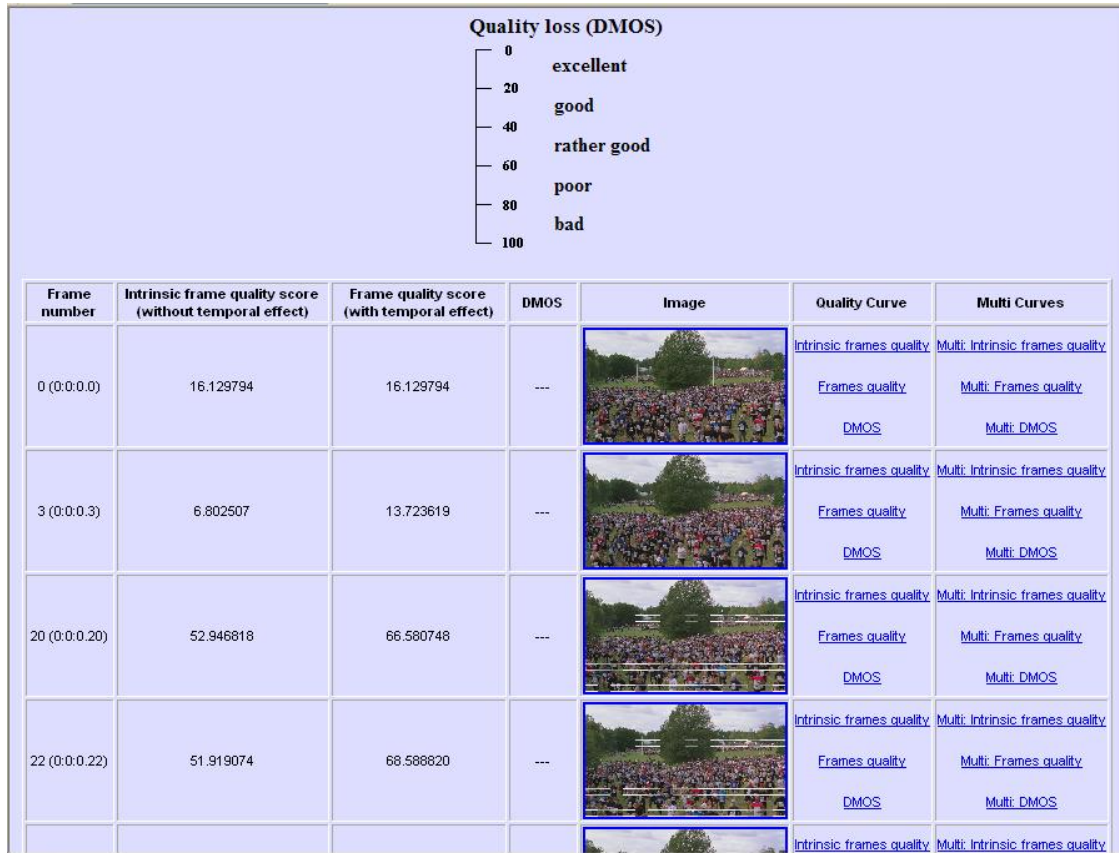 Quality loss (DMOS)
0
excellent
20
good
40
rather good
60
poor
80
bad
100
Frame number
Intrinsic frame quality score (without temporal effect)
Frame quality score (with temporal effect)
DMOS
Image
Quality Curve
Multi Curves
0 (0:0:0.0)
16.129794
16.129794
---
Intrinsic frames quality
Multi: Intrinsic frames quality
Frames quality
Multi: Frames quality
DMOS
Multi: DMOS
3 (0:0:0.3)
6.802507
13.723619
---
Intrinsic frames quality
Multi: Intrinsic frames quality
Frames quality
Multi: Frames quality
DMOS
Multi: DMOS
20 (0:0:0.20)
52.946818
66.580748
---
Intrinsic frames quality
Multi: Intrinsic frames quality
Frames quality
Multi: Frames quality
DMOS
Multi: DMOS
22 (0:0:0.22)
51.919074
68.588820
---
Intrinsic frames quality
Multi: Intrinsic frames quality
Frames quality
Multi: Frames quality
DMOS
Multi: DMOS
Intrinsic frames quality
Multi: Intrinsic frames quality